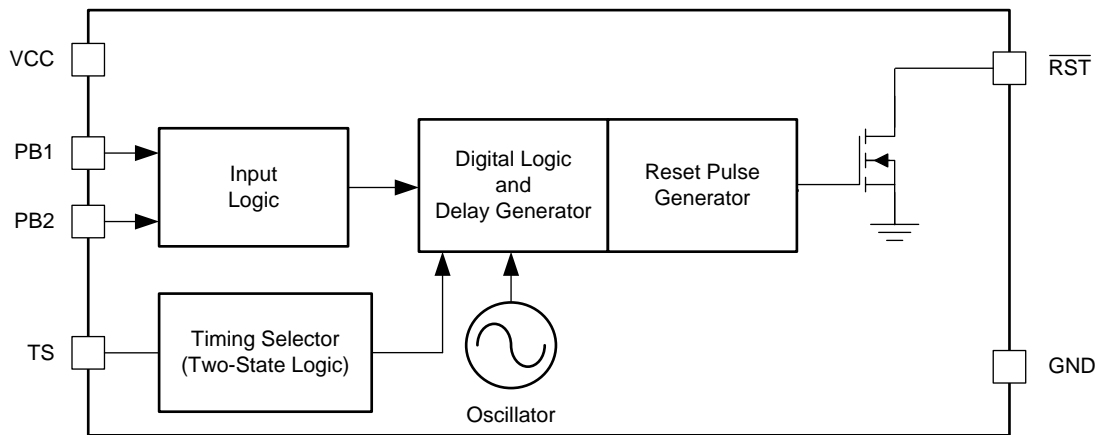 VCC
RST
PB1
PB2
Input
Logic
Digital Logic
and
Delay Generator
Reset Pulse
Generator
TS
Timing Selector
(Two-State Logic)
Oscillator
GND